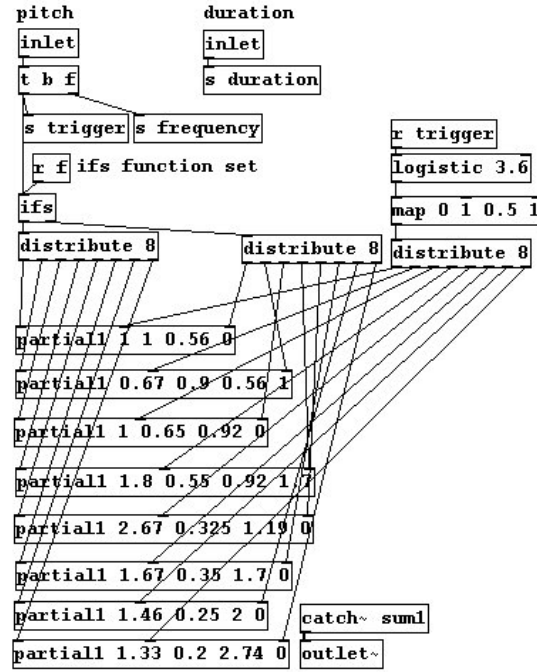 pitch
duration
inlet
inlet
t b f
s duration
s trigger
s frequency
r trigger
r f
ifs function set
logistic 3.6
ifs
map 0 1 0.5 1
distribute 8
distribute 8
distribute 8
partial1 1 1 0.56 0
partial1 0.67 0.9 0.56 1
partial1 1 0.65 0.92 0
partial1 1.8 0.55 0.92 1.7
partial1 2.67 0.325 1.19 0
partial1 1.67 0.35 1.7 0
partial1 1.46 0.25 2 0
catch~ sum1
partial1 1.33 0.2 2.74 0
outlet~